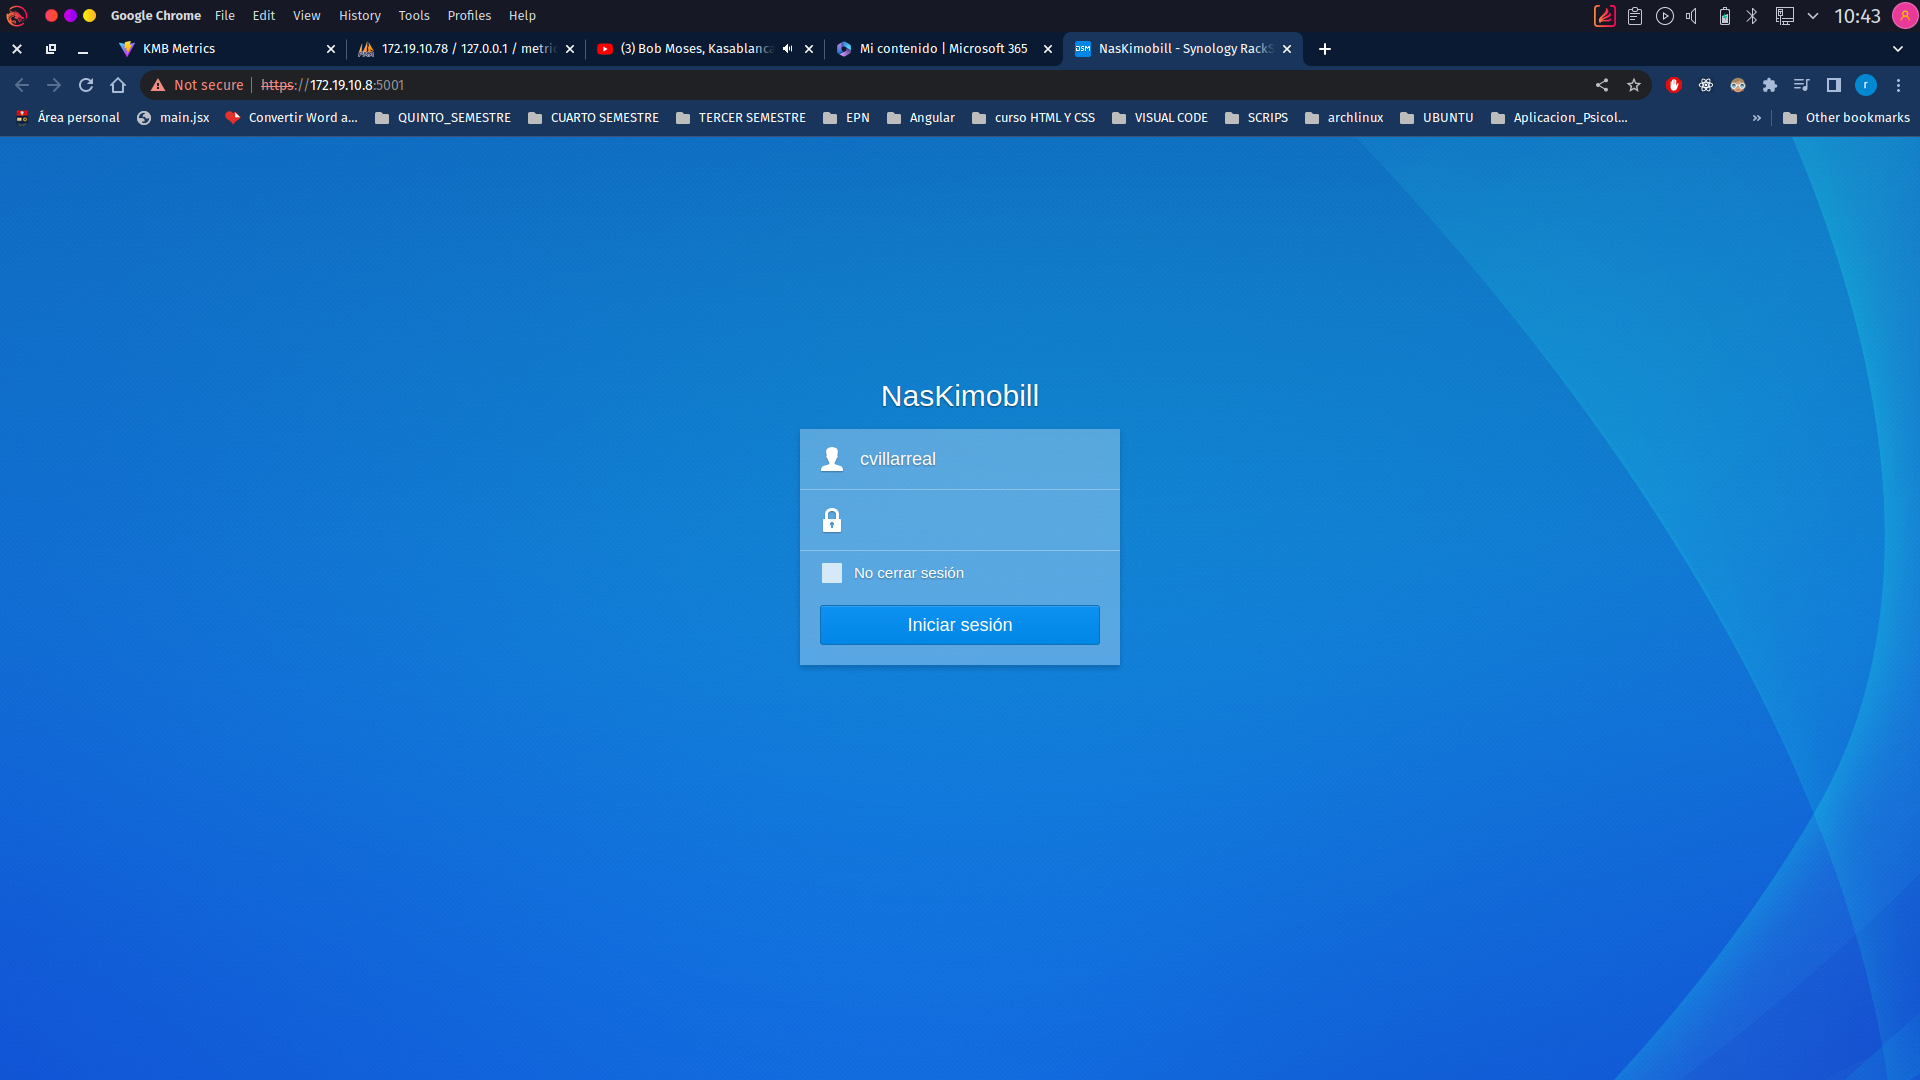 Google Chrome File Edit View History Tools Profiles Help 10:43
KMB Metrics 172.19.10.78 / 127.0.0.1 / metri (3) Bob Moses, Kasablanca Mi contenido | Microsoft 365 NasKimobill - Synology RackS
Not secure https://172.19.10.8:5001 r
Área personal main.jsx Convertir Word a... QUINTO_SEMESTRE CUARTO SEMESTRE TERCER SEMESTRE EPN Angular curso HTML Y CSS VISUAL CODE SCRIPS archlinux UBUNTU Aplicacion_Psicol... » Other bookmarks
NasKimobill
cvillarreal
No cerrar sesión
Iniciar sesión